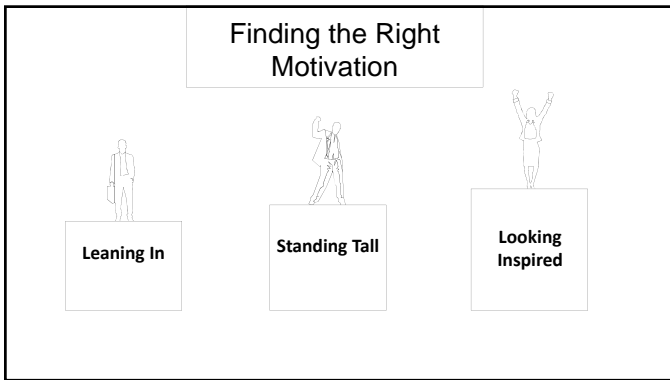 Finding the Right
Motivation
Leaning In
Standing Tall
Looking
Inspired